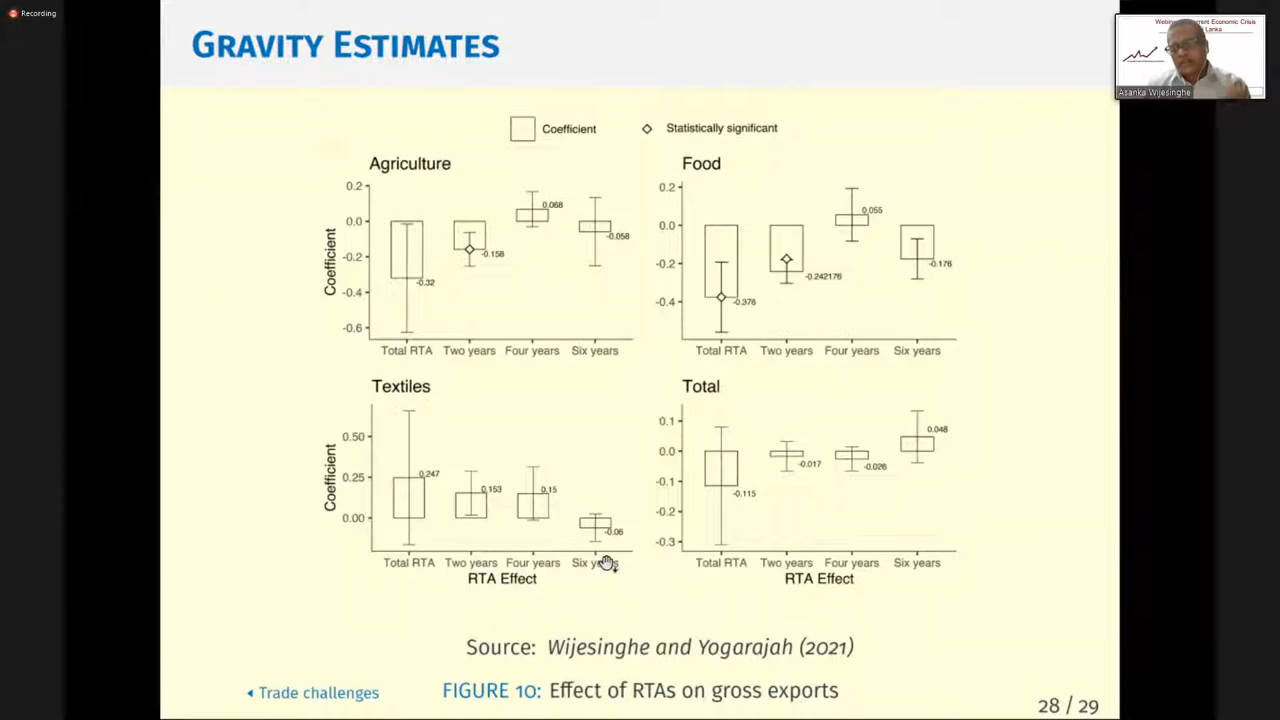 Recording
GRAVITY ESTIMATES
Asanka Wijesinghe
Coefficient
Statistically significant
Agriculture
Coefficient
0.2
0.0
-0.2
-0.4
-0.6
-0.32
-0.158
0.068
-0.058
Total RTA Two years Four years Six years
Food
0.2
0.0
-0.2
-0.4
-0.376
-0.242176
0.055
-0.176
Total RTA Two years Four years Six years
Textiles
Coefficient
0.50
0.25
0.00
0.247
0.153
0.15
-0.06
Total RTA Two years Four years Six
RTA Effect
Total
0.1
0.0
-0.1
-0.2
-0.3
-0.115
-0.017
-0.026
0.048
Total RTA Two years Four years Six years
RTA Effect
Source: Wijesinghe and Yogarajah (2021)
Trade challenges
FIGURE 10: Effect of RTAs on gross exports
28 / 29